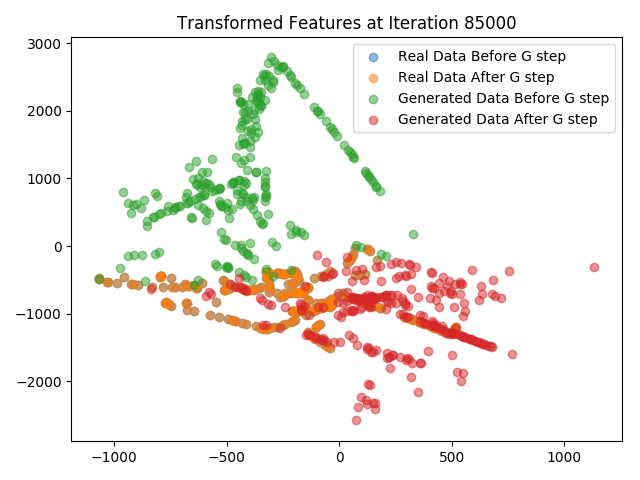 Transformed Features at Iteration 85000
Real Data Before G step
Real Data After G step
Generated Data Before G step
Generated Data After G step
3000
2000
1000
0
−1000
−2000
−1000
−500
0
500
1000